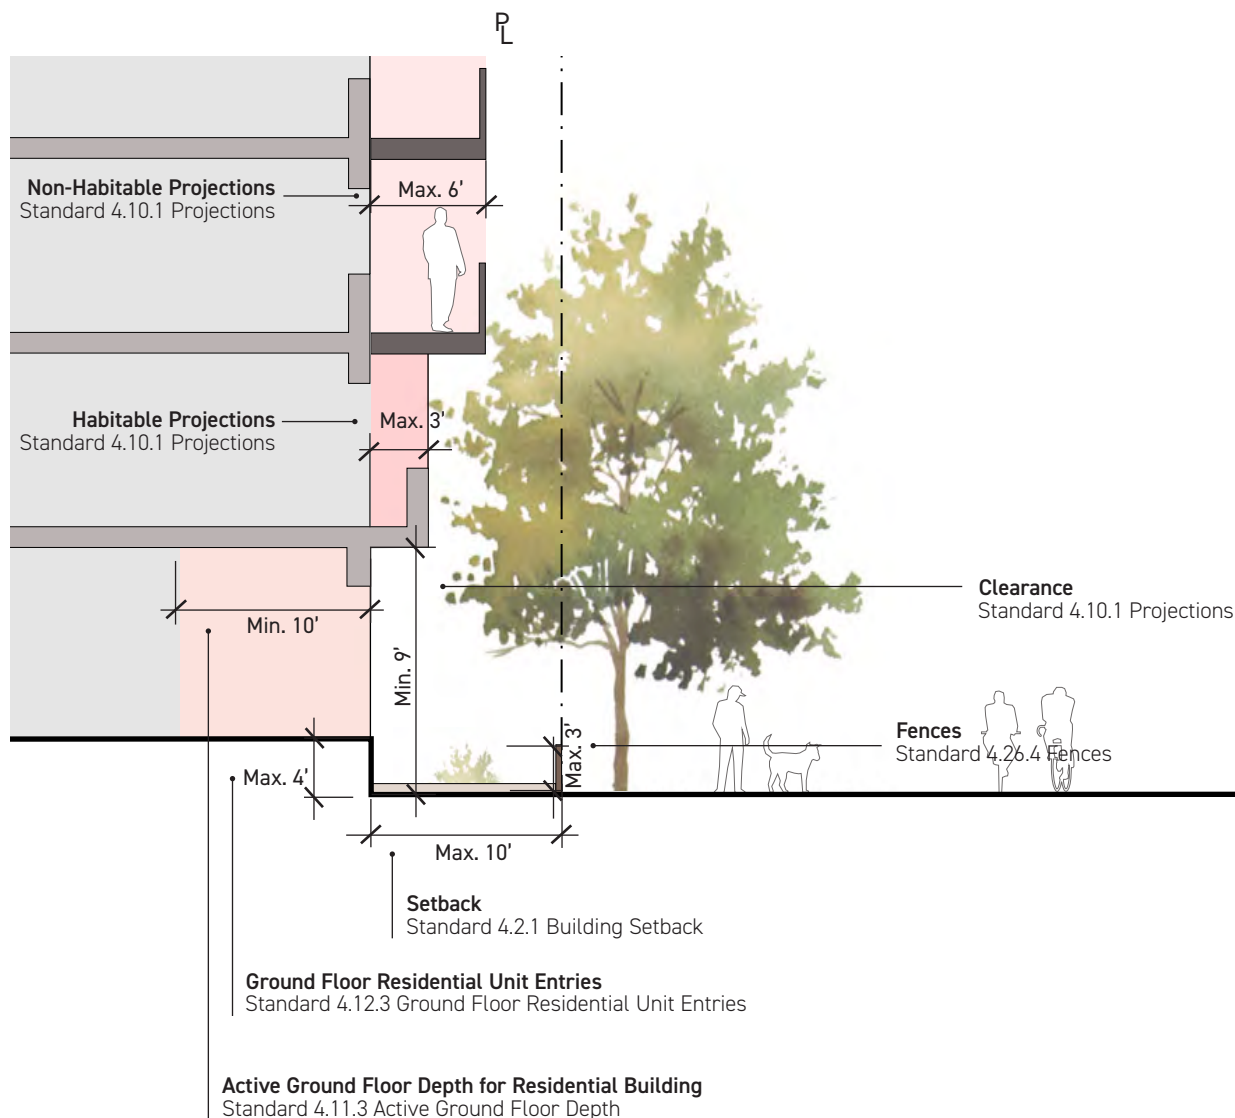 PL
Non-Habitable Projections
Standard 4.10.1 Projections
Max. 6’
Habitable Projections
Standard 4.10.1 Projections
Max. 3’
Min. 10’
Min. 9’
Clearance
Standard 4.10.1 Projections
Max. 3’
Fences
Standard 4.26.4 Fences
Max. 4’
Max. 10’
Setback
Standard 4.2.1 Building Setback
Ground Floor Residential Unit Entries
Standard 4.12.3 Ground Floor Residential Unit Entries
Active Ground Floor Depth for Residential Building
Standard 4.11.3 Active Ground Floor Depth